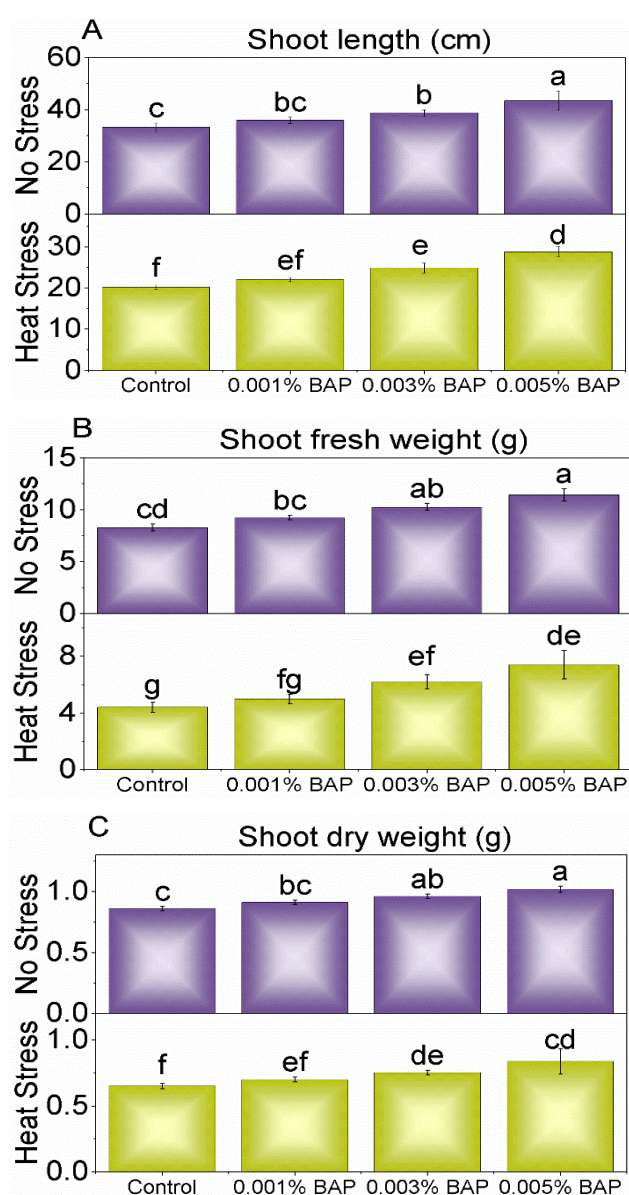 A
Shoot length (cm)
60
40
20
0
No Stress
c bc b a
30
20
10
0
Heat Stress
f ef e d
Control 0.001% BAP 0.003% BAP 0.005% BAP
B
Shoot fresh weight (g)
15
10
5
0
No Stress
cd bc ab a
8
4
0
Heat Stress
g fg ef de
Control 0.001% BAP 0.003% BAP 0.005% BAP
C
Shoot dry weight (g)
1.0
0.5
0.0
No Stress
c bc ab a
1.0
0.5
0.0
Heat Stress
f ef de cd
Control 0.001% BAP 0.003% BAP 0.005% BAP